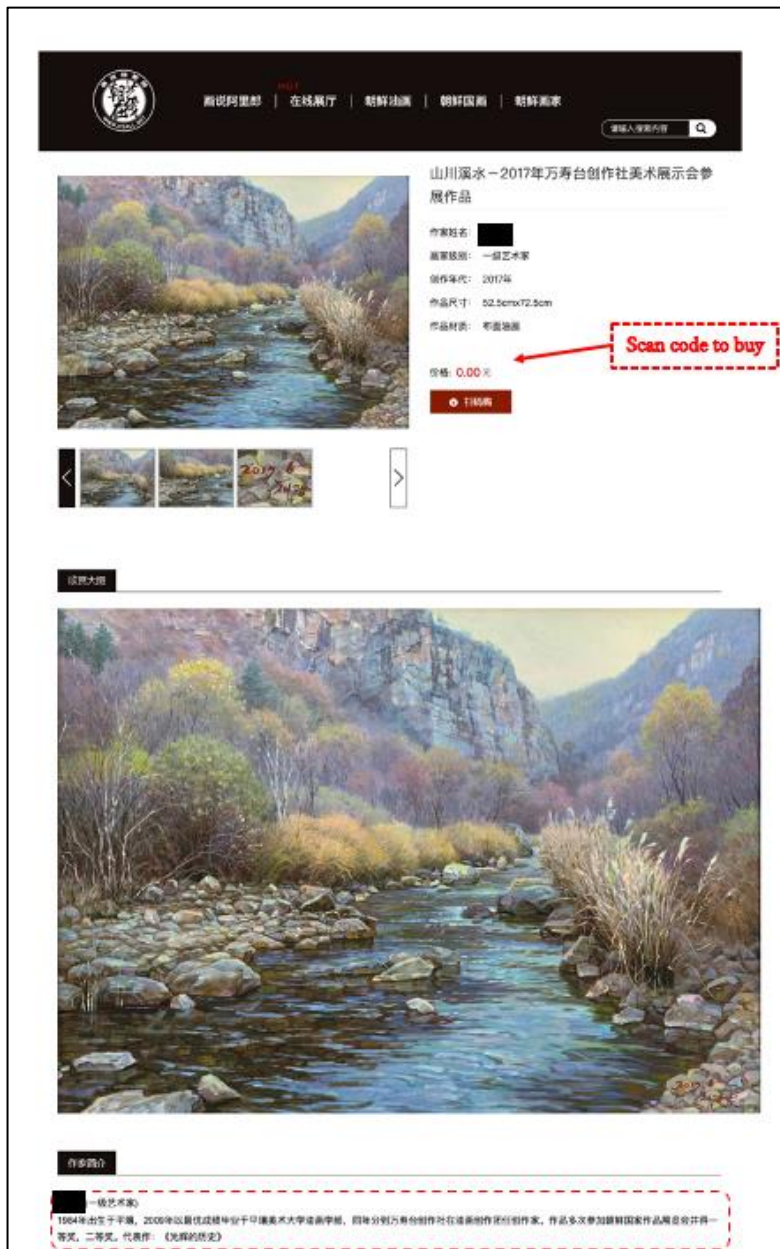 HOT
画说阿里郎 | 在线展厅 | 朝鲜油画 | 朝鲜国画 | 朝鲜画家
请输入搜索内容
山川溪水－2017年万寿台创作社美术展示会参
展作品
作家姓名：
画家级别： 一级艺术家
创作年代： 2017年
作品尺寸： 52.5cmx72.5cm
作品材质： 布面油画
Scan code to buy
价格: 0.00 元
扫码购
欣赏大图
作者简介
(一级艺术家)
1984年出生于平壤，2009年以最优成绩毕业于平壤美术大学油画学部，同年分到万寿台创作社在油画创作团任创作家，作品多次参加朝鲜国家作品展览会并得一
等奖，二等奖，代表作：《光辉的历史》